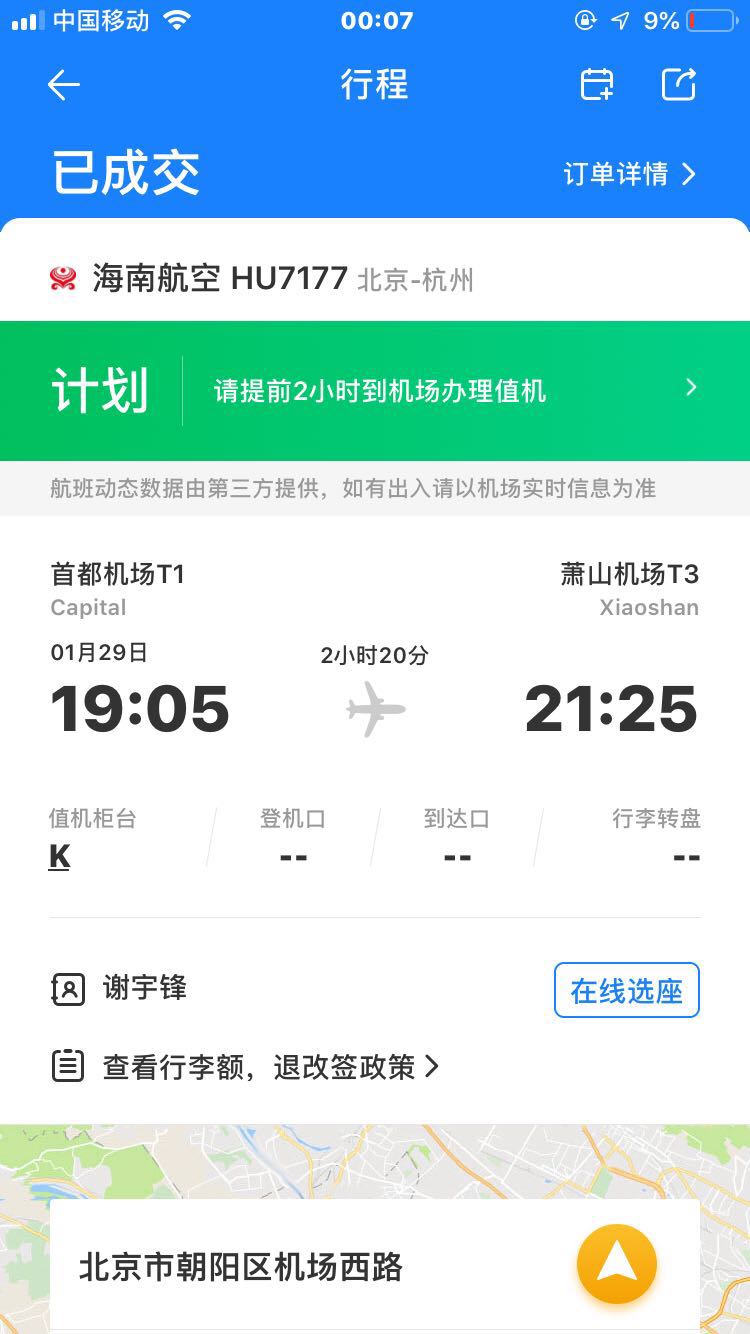 中国移动 00:07 9%
行程
已成交 订单详情
海南航空 HU7177 北京-杭州
计划 请提前2小时到机场办理值机
航班动态数据由第三方提供，如有出入请以机场实时信息为准
首都机场T1 萧山机场T3
Capital Xiaoshan
01月29日 2小时20分
19:05 21:25
值机柜台 登机口 到达口 行李转盘
K -- -- --
谢宇锋 在线选座
查看行李额，退改签政策
北京市朝阳区机场西路